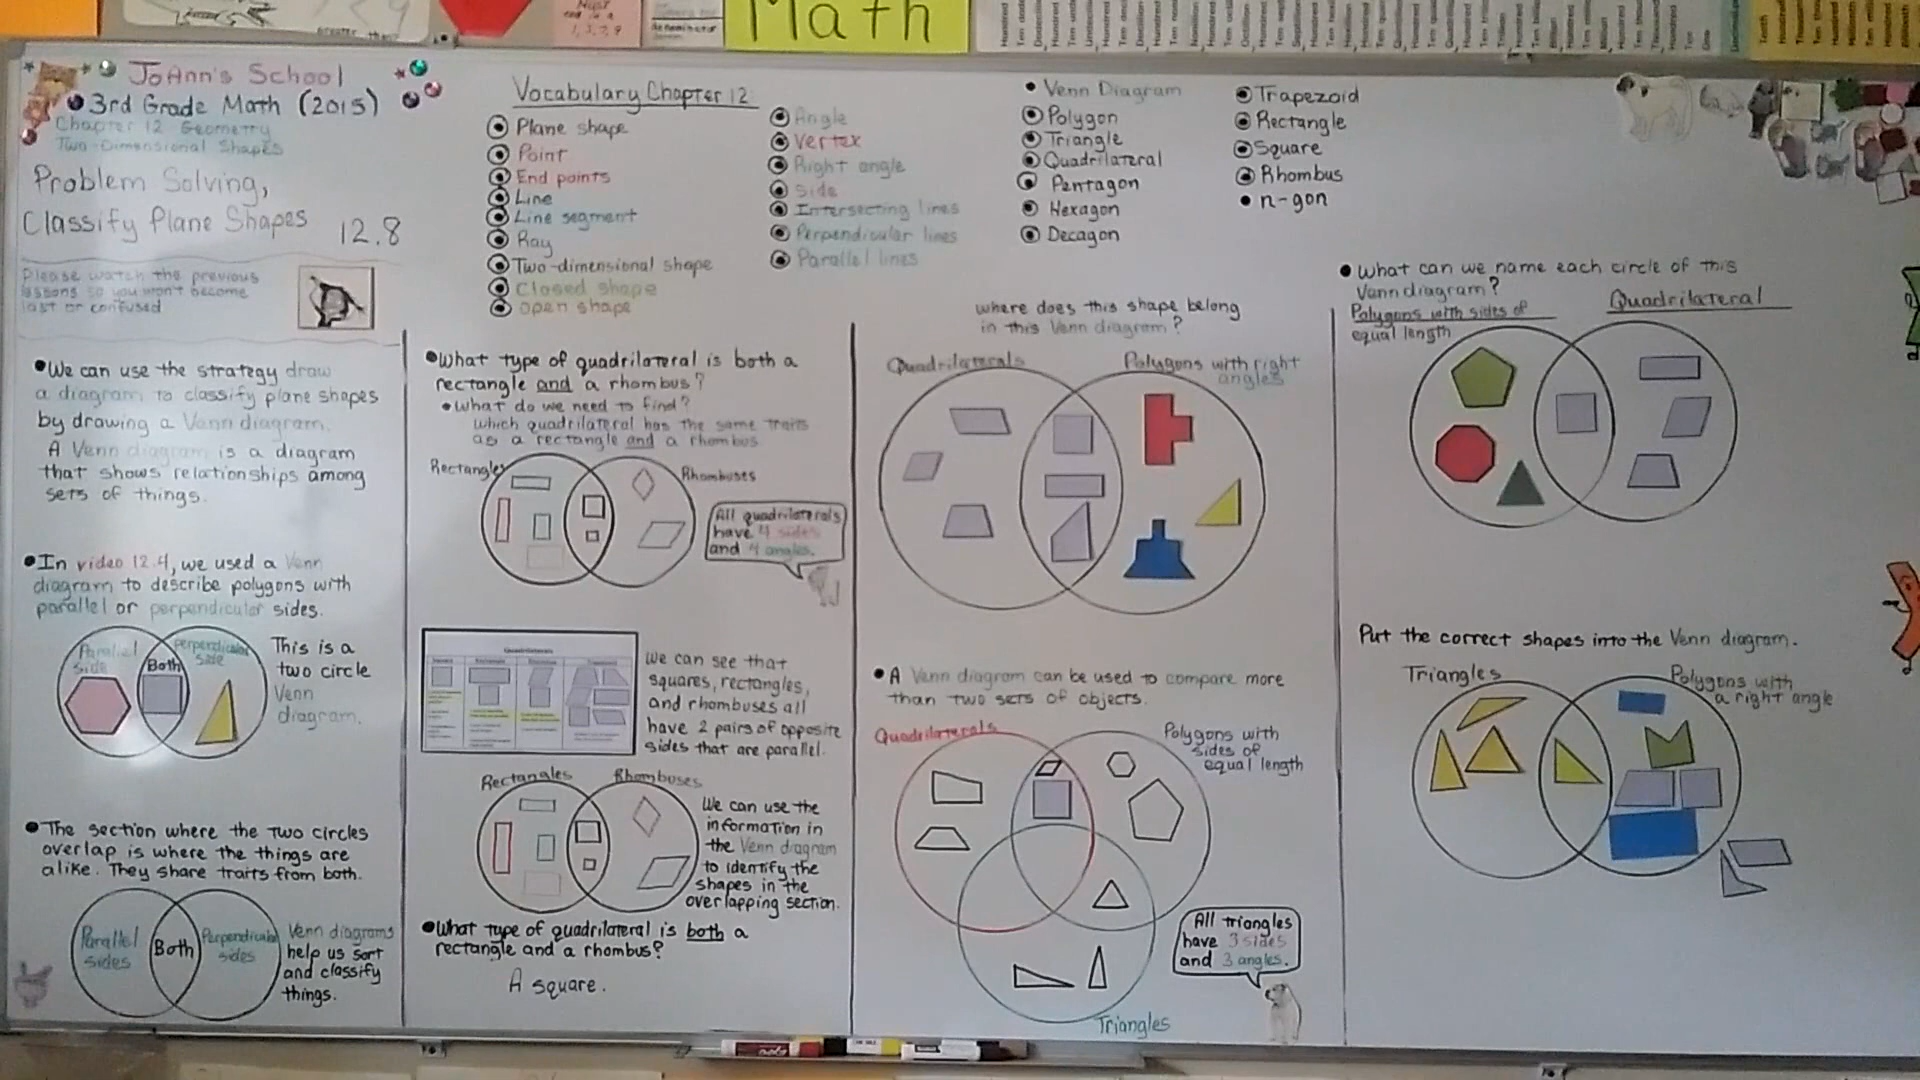 Math
JoAnn's School
3rd Grade Math (2015)
Chapter 12 Geometry
Two-Dimensional Shapes
Problem Solving,
Classify Plane Shapes 12.8
Please watch the previous
lessons so you won't become
lost or confused
Vocabulary Chapter 12
Plane shape
Point
End points
Line
Line segment
Ray
Two-dimensional shape
Closed shape
open shape
Angle
Vertex
Right angle
Side
Intersecting lines
Perpendicular lines
Parallel lines
Venn Diagram
Polygon
Triangle
Quadrilateral
Pentagon
Hexagon
Decagon
Trapezoid
Rectangle
Square
Rhombus
n-gon
We can use the strategy draw
a diagram to classify plane shapes
by drawing a Venn diagram.
A Venn diagram is a diagram
that shows relationships among
sets of things.
In video 12.4, we used a Venn
diagram to describe polygons with
parallel or perpendicular sides.
Parallel
side
Both
Perpendicular
side
This is a
two circle
Venn
diagram.
The section where the two circles
overlap is where the things are
alike. They share traits from both.
Parallel
sides
Both
Perpendicular
sides
Venn diagrams
help us sort
and classify
things.
What type of quadrilateral is both a
rectangle and a rhombus?
What do we need to find?
which quadrilateral has the same traits
as a rectangle and a rhombus
Rectangles
Rhombuses
All quadrilaterals
have 4 sides
and 4 angles.
Quadrilaterals
we can see that
squares, rectangles,
and rhombuses all
have 2 pairs of opposite
sides that are parallel.
Rectangles
Rhombuses
We can use the
information in
the Venn diagram
to identify the
shapes in the
overlapping section.
What type of quadrilateral is both a
rectangle and a rhombus?
A square.
where does this shape belong
in this Venn diagram?
Quadrilaterals
Polygons with right
angles
A Venn diagram can be used to compare more
than two sets of objects.
Quadrilaterals
Polygons with
sides of
equal length
All triangles
have 3 sides
and 3 angles.
Triangles
What can we name each circle of this
Venn diagram?
Polygons with sides of
equal length
Quadrilateral
Put the correct shapes into the Venn diagram.
Triangles
Polygons with
a right angle